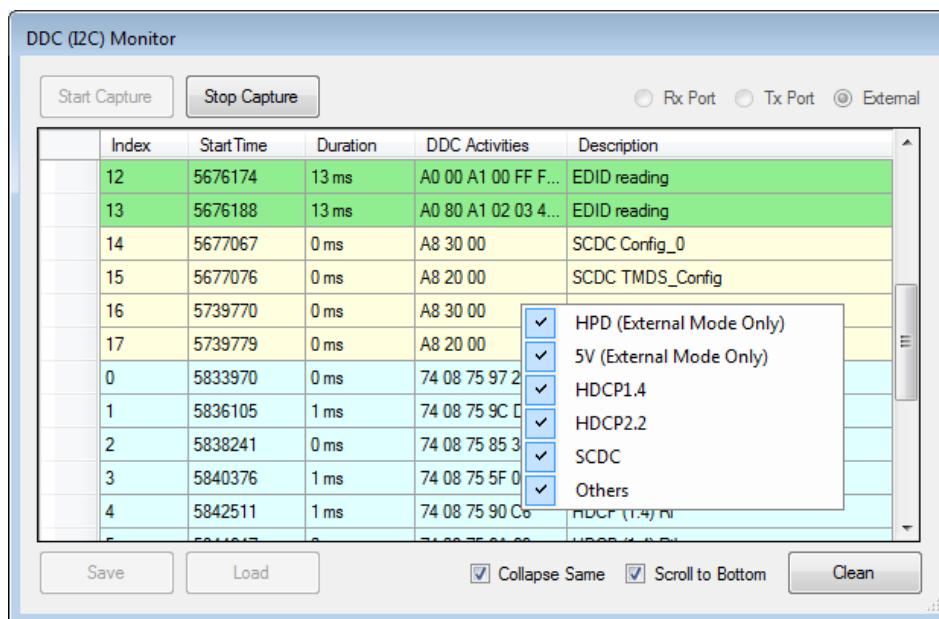 DDC (I2C) Monitor
Start Capture Stop Capture Rx Port Tx Port External
Index StartTime Duration DDC Activities Description
12 5676174 13 ms A0 00 A1 00 FF F... EDID reading
13 5676188 13 ms A0 80 A1 02 03 4... EDID reading
14 5677067 0 ms A8 30 00 SCDC Config_0
15 5677076 0 ms A8 20 00 SCDC TMDS_Config
16 5739770 0 ms A8 30 00
17 5739779 0 ms A8 20 00
0 5833970 0 ms 74 08 75 97 2
1 5836105 1 ms 74 08 75 9C D
2 5838241 0 ms 74 08 75 85 3
3 5840376 1 ms 74 08 75 5F 0
4 5842511 1 ms 74 08 75 90 C6 HDCP (1.4) Ri
HPD (External Mode Only)
5V (External Mode Only)
HDCP1.4
HDCP2.2
SCDC
Others
Save Load Collapse Same Scroll to Bottom Clean